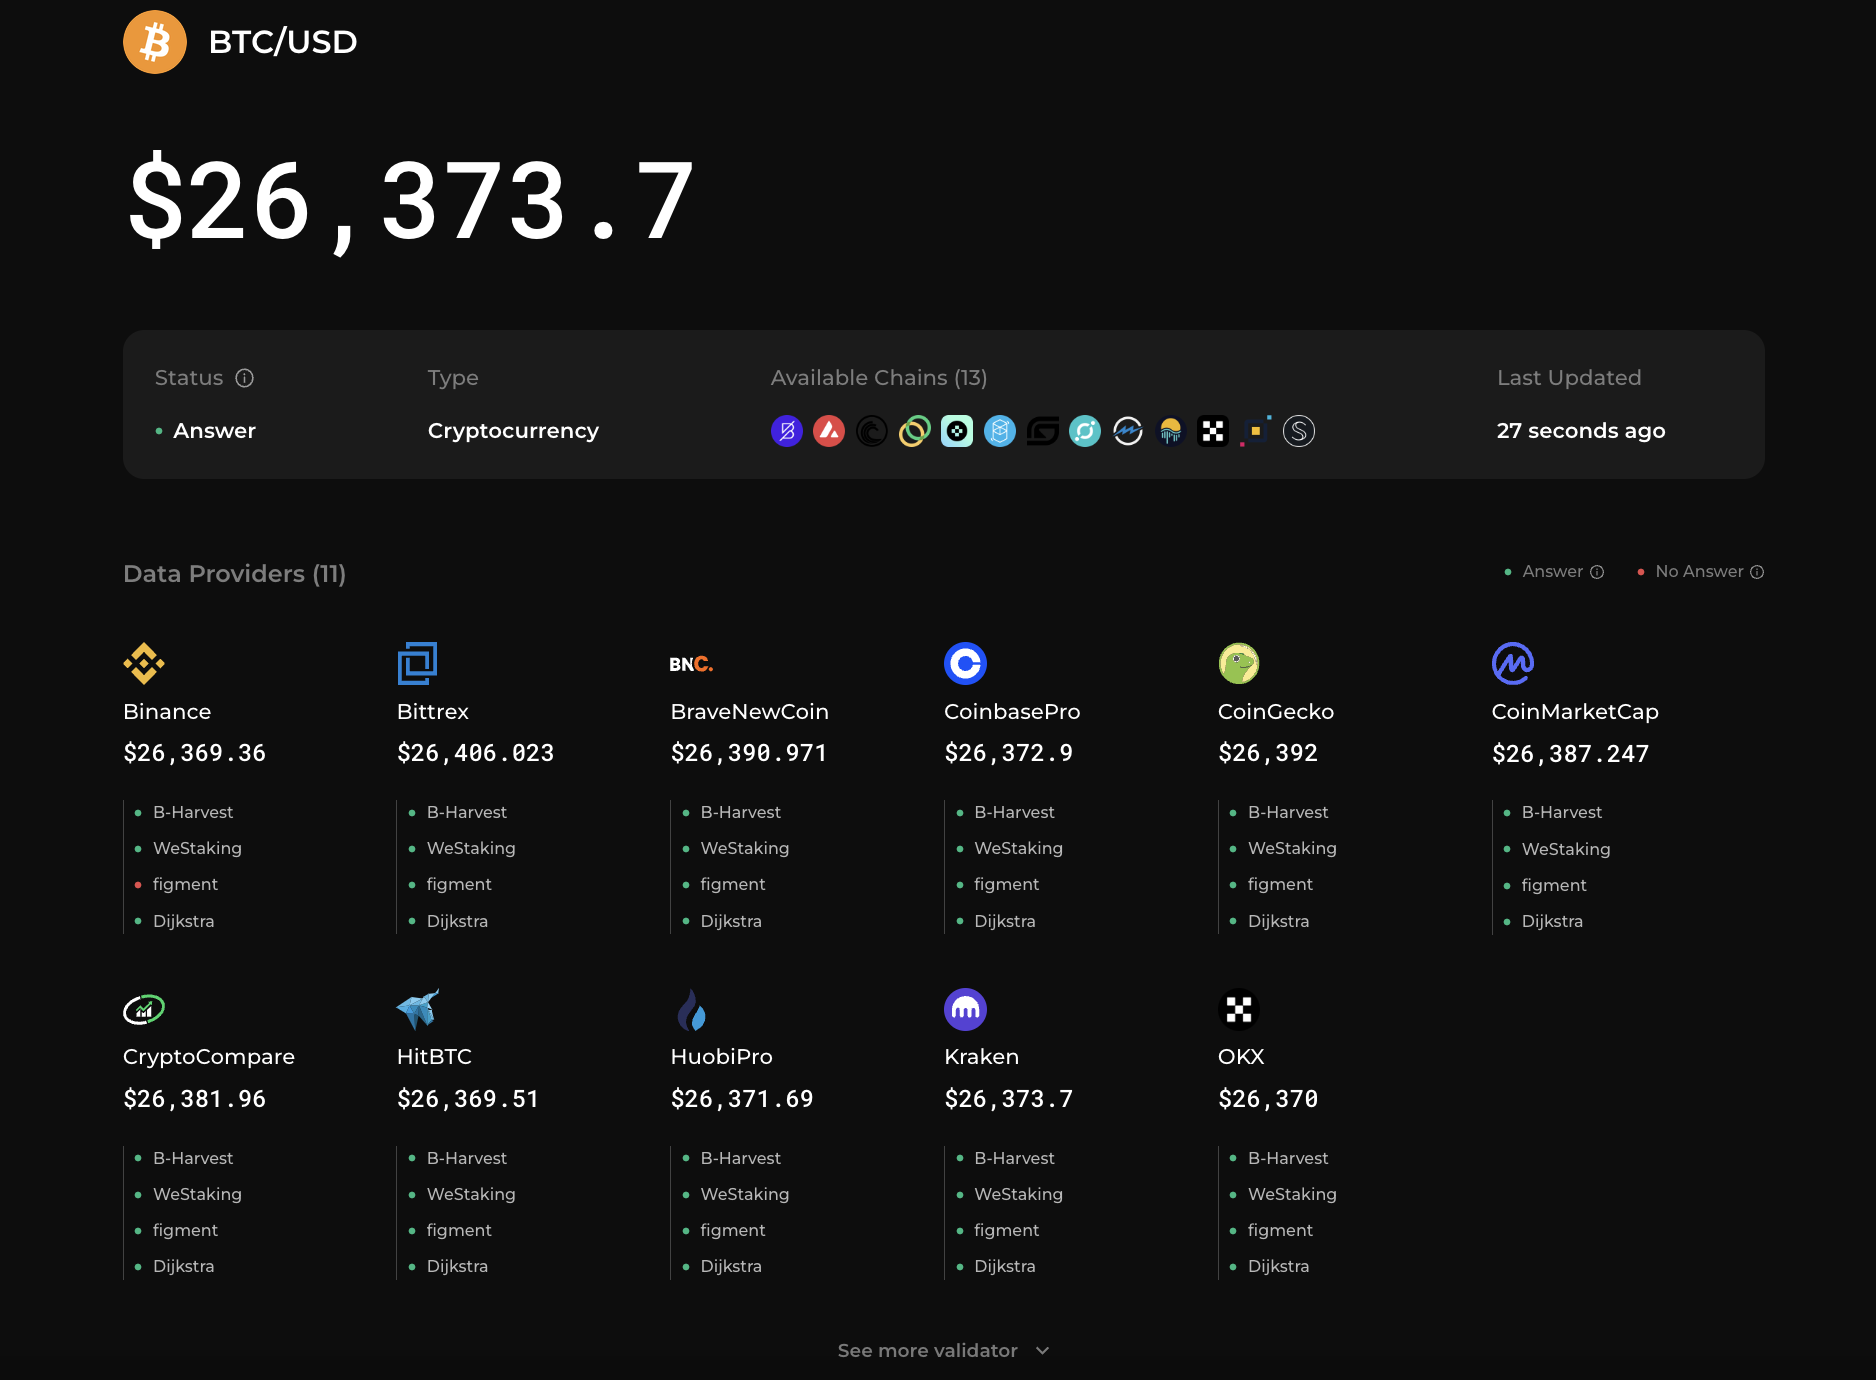 BTC/USD
$26,373.7
Status Type Available Chains (13) Last Updated
Answer Cryptocurrency 27 seconds ago
Data Providers (11) Answer No Answer
BNC.
Binance Bittrex BraveNewCoin CoinbasePro CoinGecko CoinMarketCap
$26,369.36 $26,406.023 $26,390.971 $26,372.9 $26,392 $26,387.247
B-Harvest B-Harvest B-Harvest B-Harvest B-Harvest B-Harvest
WeStaking WeStaking WeStaking WeStaking WeStaking WeStaking
figment figment figment figment figment figment
Dijkstra Dijkstra Dijkstra Dijkstra Dijkstra Dijkstra
CryptoCompare HitBTC HuobiPro Kraken OKX
$26,381.96 $26,369.51 $26,371.69 $26,373.7 $26,370
B-Harvest B-Harvest B-Harvest B-Harvest B-Harvest
WeStaking WeStaking WeStaking WeStaking WeStaking
figment figment figment figment figment
Dijkstra Dijkstra Dijkstra Dijkstra Dijkstra
See more validator